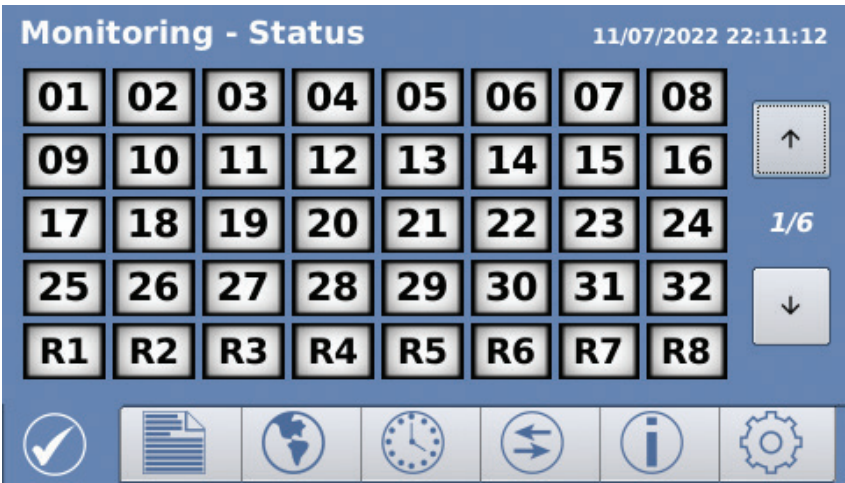 Monitoring - Status 11/07/2022 22:11:12
01 02 03 04 05 06 07 08
09 10 11 12 13 14 15 16
17 18 19 20 21 22 23 24 1/6
25 26 27 28 29 30 31 32
R1 R2 R3 R4 R5 R6 R7 R8